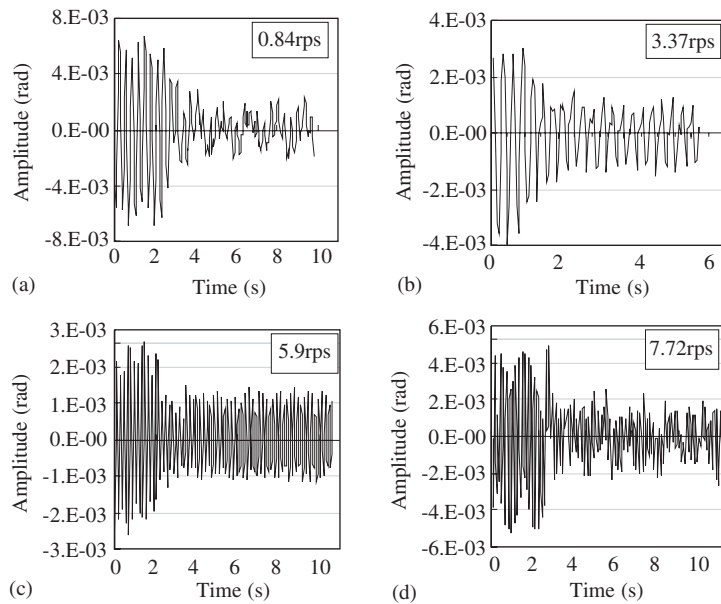 8.E-03
0.84rps
4.E-03
0.E-00
-4.E-03
-8.E-03
Amplitude (rad)
0 2 4 6 8 10
Time (s)
(a)
4.E-03
3.37rps
2.E-03
0.E-00
-2.E-03
-4.E-03
Amplitude (rad)
0 2 4 6
Time (s)
(b)
3.E-03
5.9rps
2.E-03
1.E-03
0.E-00
-1.E-03
-2.E-03
-3.E-03
Amplitude (rad)
0 2 4 6 8 10
Time (s)
(c)
6.E-03
7.72rps
4.E-03
2.E-03
0.E-00
-2.E-03
-4.E-03
-6.E-03
Amplitude (rad)
0 2 4 6 8 10
Time (s)
(d)